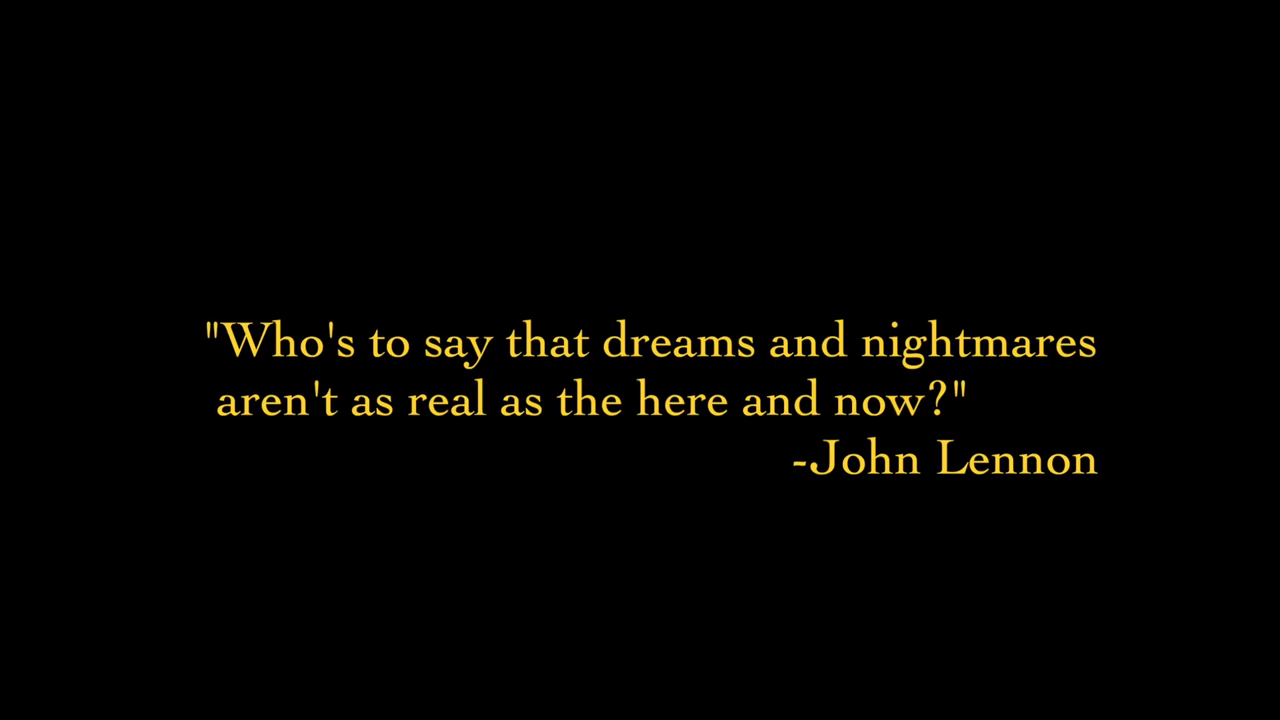 "Who's to say that dreams and nightmares
aren't as real as the here and now?"
-John Lennon